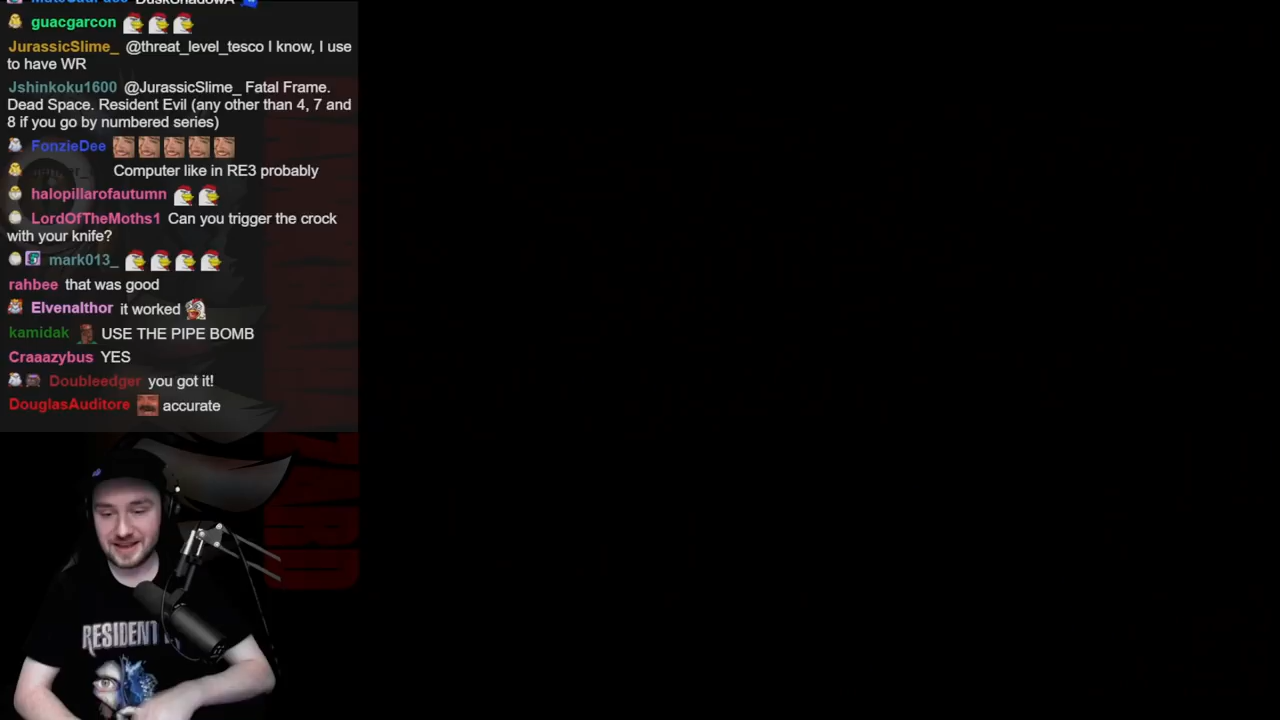 guacgarcon
JurassicSlime_ @threat_level_tesco I know, I use
to have WR
Jshinkoku1600 @JurassicSlime_ Fatal Frame.
Dead Space. Resident Evil (any other than 4, 7 and
8 if you go by numbered series)
FonzieDee
Computer like in RE3 probably
halopillarofautumn
LordOfTheMoths1 Can you trigger the crock
with your knife?
mark013_
rahbee that was good
Elvenalthor it worked
kamidak USE THE PIPE BOMB
Craaazybus YES
Doubleedger you got it!
DouglasAuditore accurate
RESIDENT